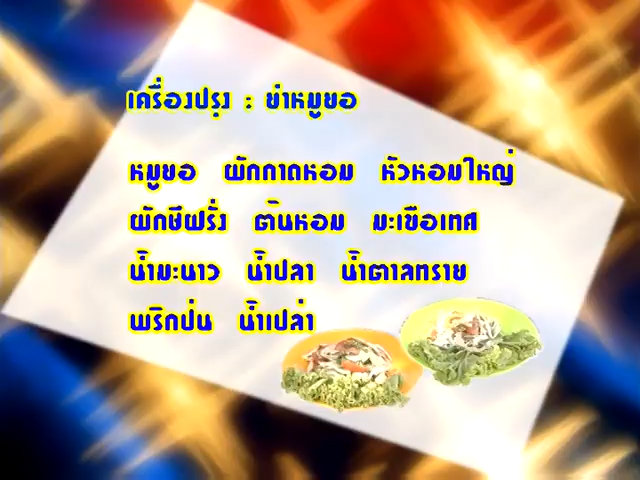 เครื่องปรุง : ยำหมูยอ
หมูยอ ผักกาดหอม หัวหอมใหญ่
ผักชีฝรั่ง ต้นหอม มะเขือเทศ
น้ำมะนาว น้ำปลา น้ำตาลทราย
พริกป่น น้ำเปล่า